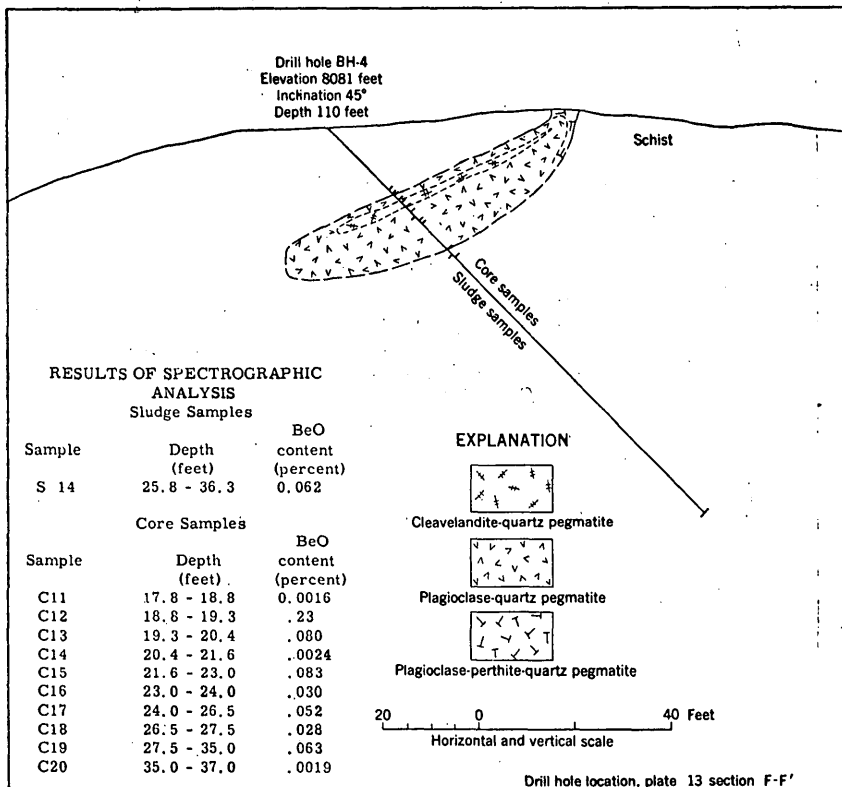 Drill hole BH-4
Elevation 8081 feet
Inclination 45°
Depth 110 feet
Schist
Core samples
Sludge samples
RESULTS OF SPECTROGRAPHIC
ANALYSIS
Sludge Samples
BeO
Sample Depth content
(feet) (percent)
S 14 25.8 - 36.3 0.062
Core Samples
BeO
Sample Depth content
(feet) (percent)
C11 17.8 - 18.8 0.0016
C12 18.8 - 19.3 .23
C13 19.3 - 20.4 .080
C14 20.4 - 21.6 .0024
C15 21.6 - 23.0 .083
C16 23.0 - 24.0 .030
C17 24.0 - 26.5 .052
C18 26.5 - 27.5 .028
C19 27.5 - 35.0 .063
C20 35.0 - 37.0 .0019
EXPLANATION
Cleavelandite-quartz pegmatite
Plagioclase-quartz pegmatite
Plagioclase-perthite-quartz pegmatite
20 0 40 Feet
Horizontal and vertical scale
Drill hole location, plate 13 section F-F'